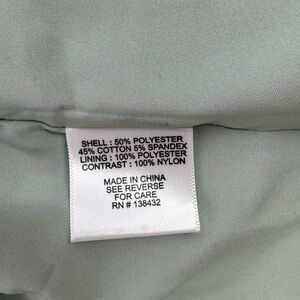 SHELL : 50% POLYESTER
45% COTTON 5% SPANDEX
LINING : 100% POLYESTER
CONTRAST : 100% NYLON
MADE IN CHINA
SEE REVERSE
FOR CARE
RN # 138432